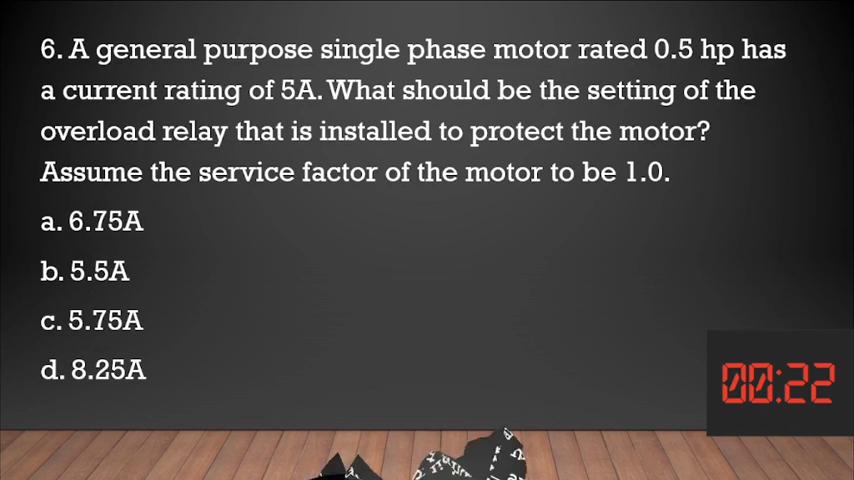 6. A general purpose single phase motor rated 0.5 hp has
a current rating of 5A. What should be the setting of the
overload relay that is installed to protect the motor?
Assume the service factor of the motor to be 1.0.
a. 6.75A
b. 5.5A
c. 5.75A
d. 8.25A
00:22